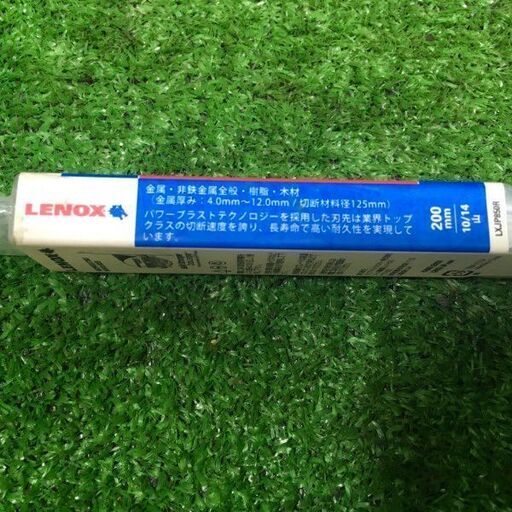 LENOX
金属・非鉄金属全般・樹脂・木材
(金属厚み:4.0mm〜12.0mm / 切断材料径125mm)
パワーブラストテクノロジーを採用した刃先は業界トップ
クラスの切断速度を誇り、長寿命で高い耐久性を実現して
います。
200
mm
10/14
山
LXJPB50R